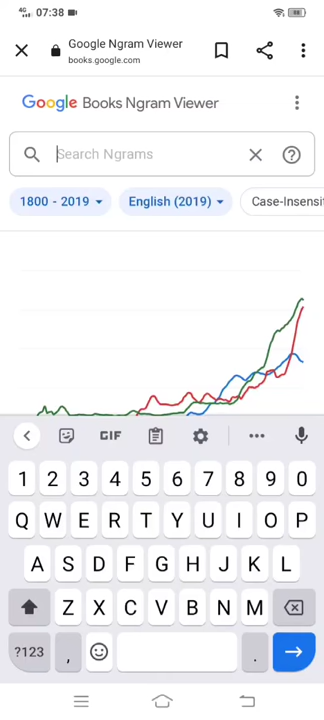 4G 07:38 48
Google Ngram Viewer
books.google.com
Google Books Ngram Viewer
Search Ngrams
1800 - 2019 English (2019) Case-Insensit
GIF
1 2 3 4 5 6 7 8 9 0
Q W E R T Y U I O P
A S D F G H J K L
Z X C V B N M
?123 , .